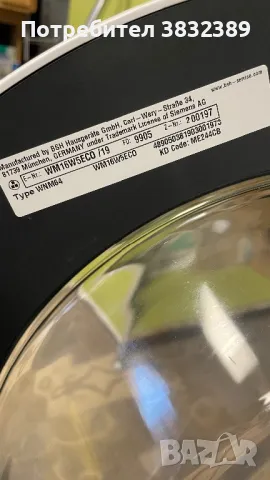 Потребител 3832389
Manufactured by BSH Hausgeräte GmbH, Carl-Wery-Straße 34,
81739 München, GERMANY under Trademark License of Siemens AG
E-Nr.: WM16W5ECO /19 FD: 9905 Z-Nr.: 200197
WM16W5ECO 489050361903001973
Type WNM64 KD Code: ME244CB
BAZAR